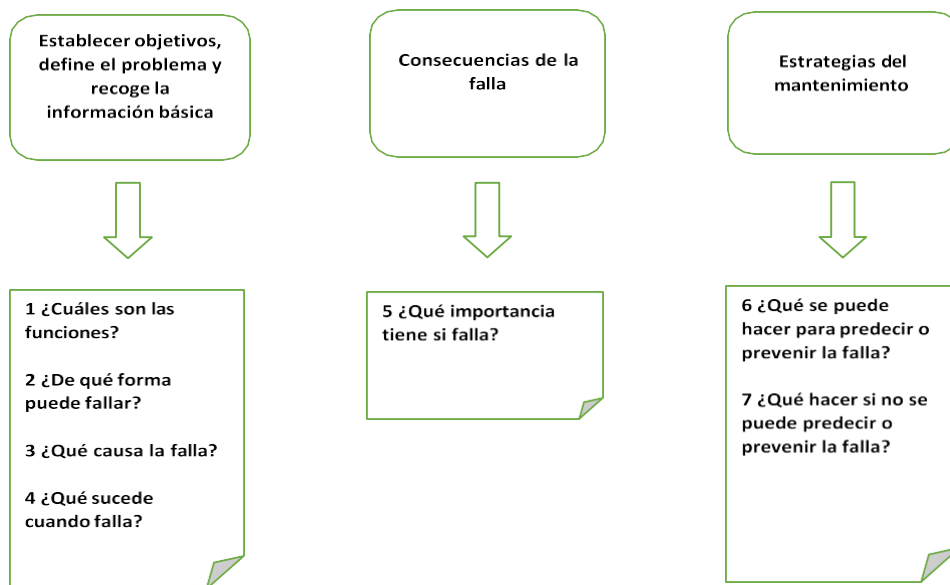 Establecer objetivos,
define el problema y
recoge la
información básica
Consecuencias de la
falla
Estrategias del
mantenimiento
1 ¿Cuáles son las
funciones?
2 ¿De qué forma
puede fallar?
3 ¿Qué causa la falla?
4 ¿Qué sucede
cuando falla?
5 ¿Qué importancia
tiene si falla?
6 ¿Qué se puede
hacer para predecir o
prevenir la falla?
7 ¿Qué hacer si no se
puede predecir o
prevenir la falla?